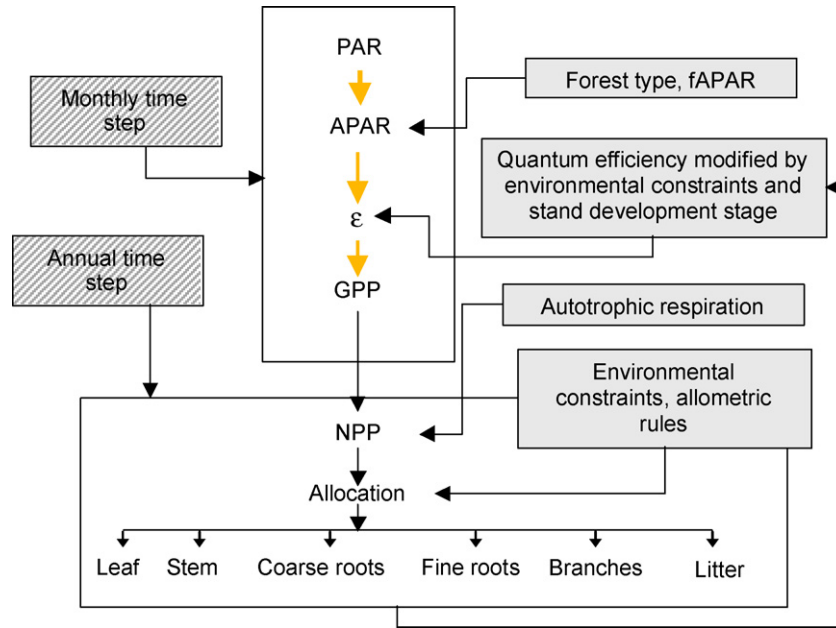 PAR
Monthly time
step
Forest type, fAPAR
APAR
Quantum efficiency modified by
environmental constraints and
stand development stage
ε
Annual time
step
GPP
Autotrophic respiration
Environmental
constraints, allometric
rules
NPP
Allocation
Leaf Stem Coarse roots Fine roots Branches Litter